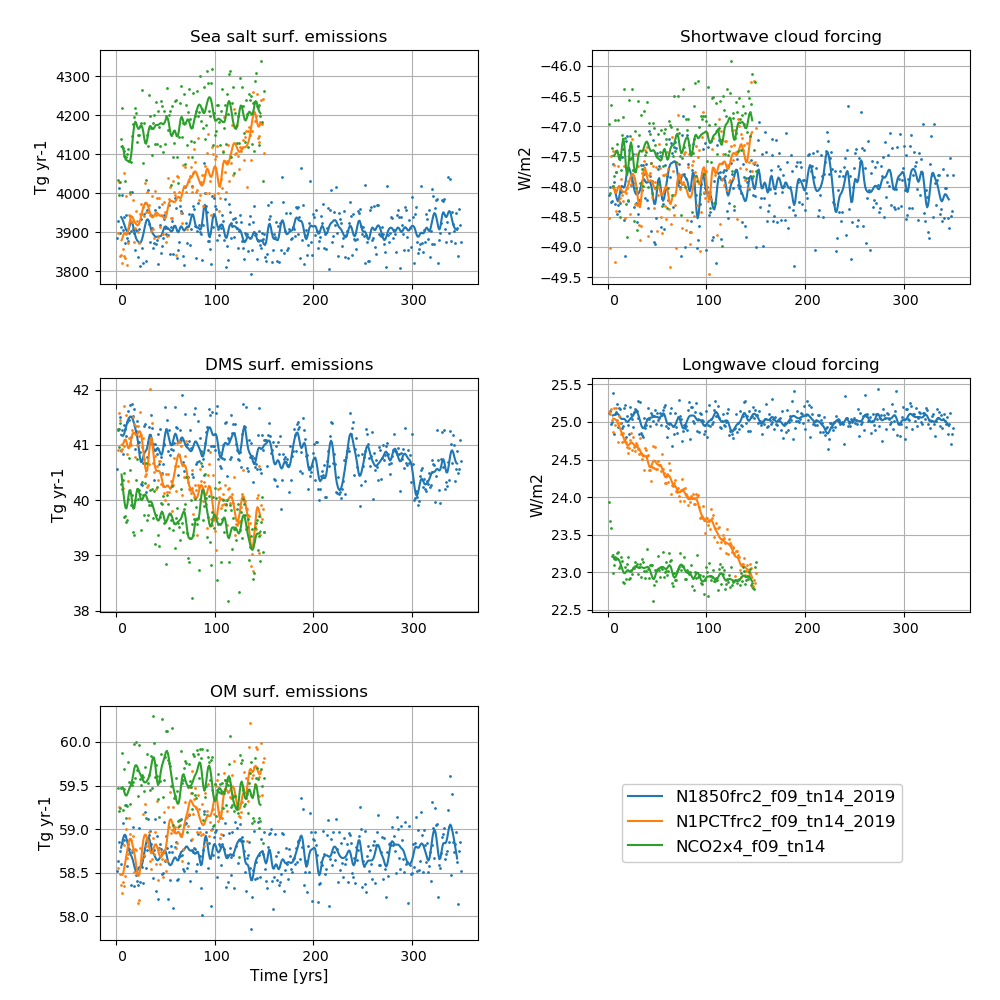 Sea salt surf. emissions
4300
4200
4100
4000
3900
3800
Tg yr-1
0 100 200 300
Shortwave cloud forcing
−46.0
−46.5
−47.0
−47.5
−48.0
−48.5
−49.0
−49.5
W/m2
0 100 200 300
DMS surf. emissions
42
41
40
39
38
Tg yr-1
0 100 200 300
Longwave cloud forcing
25.5
25.0
24.5
24.0
23.5
23.0
22.5
W/m2
0 100 200 300
OM surf. emissions
60.0
59.5
59.0
58.5
58.0
Tg yr-1
0 100 200 300
Time [yrs]
N1850frc2_f09_tn14_2019
N1PCTfrc2_f09_tn14_2019
NCO2x4_f09_tn14